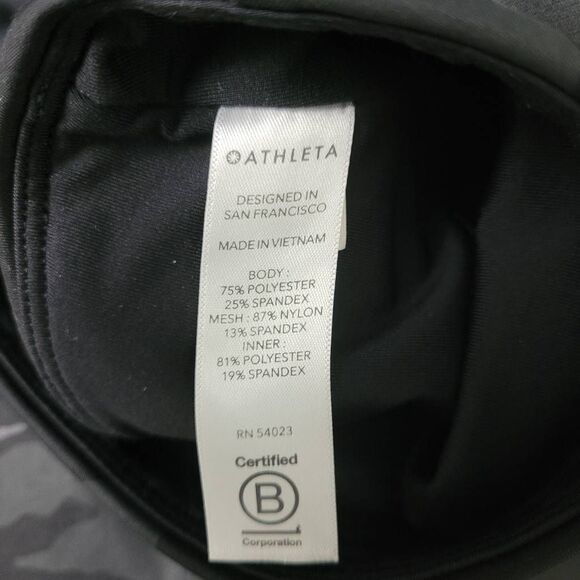 ATHLETA
DESIGNED IN
SAN FRANCISCO
MADE IN VIETNAM
BODY :
75% POLYESTER
25% SPANDEX
MESH : 87% NYLON
13% SPANDEX
INNER :
81% POLYESTER
19% SPANDEX
RN 54023
Certified
B
Corporation